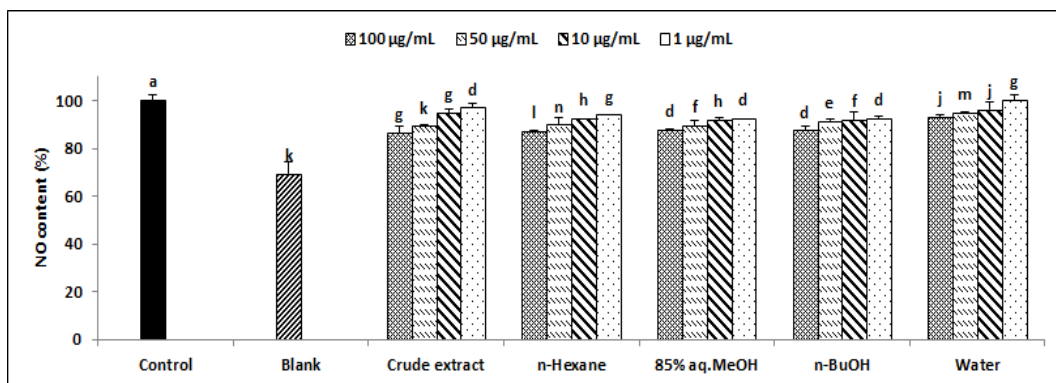 100 µg/mL 50 µg/mL 10 µg/mL 1 µg/mL
NO content (%)
100
80
60
40
20
0
a
k
g k g d
l n h g
d f h d
d e f d
j m j g
Control Blank Crude extract n-Hexane 85% aq.MeOH n-BuOH Water